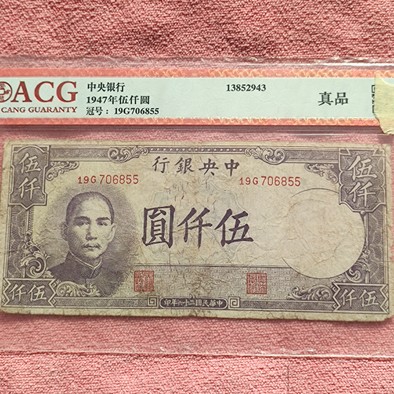 ACG
CANG GUARANTY
中央银行
1947年伍仟圓
冠号：19G706855
13852943
真品
行銀央中
19G706855
19G706855
圓仟伍
伍仟
伍仟
伍仟
伍仟
印年六十三國民華中